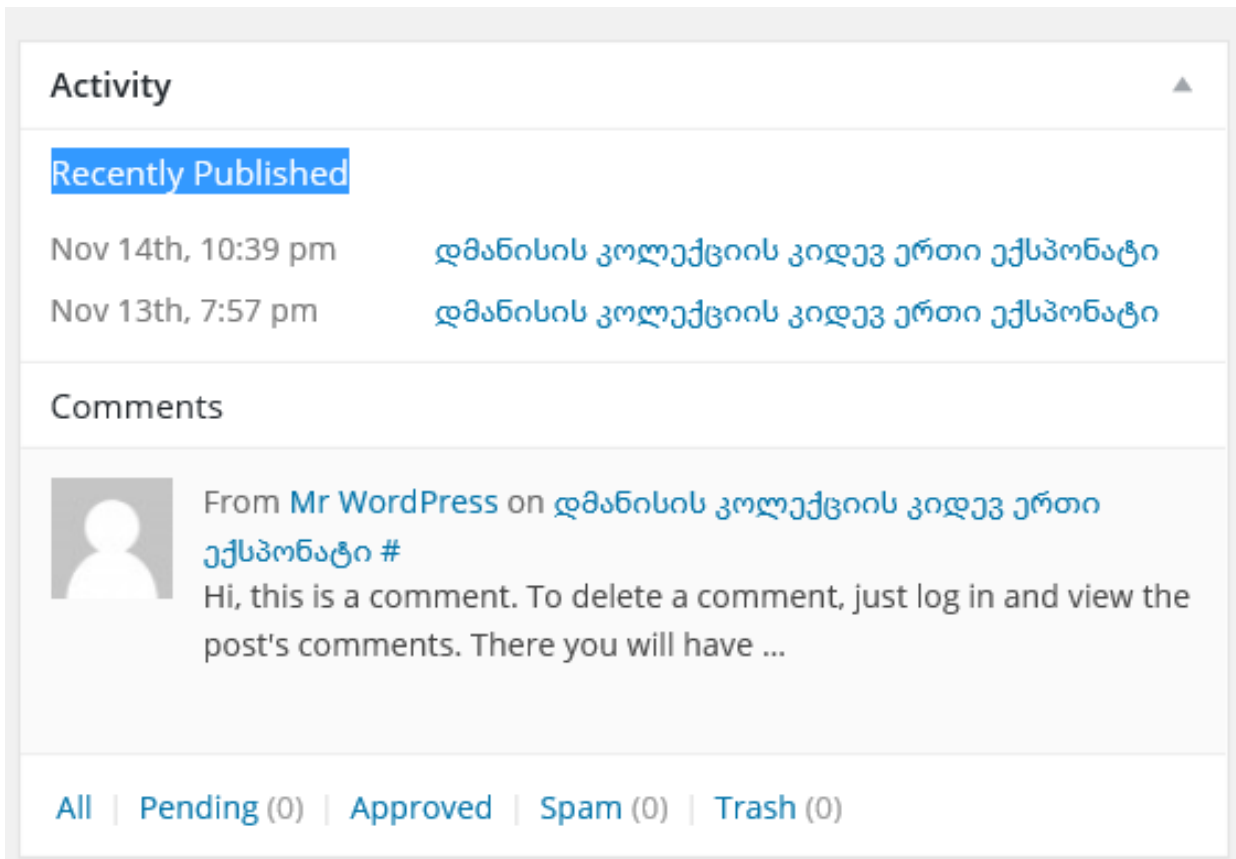 Activity
Recently Published
Nov 14th, 10:39 pm დმანისის კოლექციის კიდევ ერთი ექსპონატი
Nov 13th, 7:57 pm დმანისის კოლექციის კიდევ ერთი ექსპონატი
Comments
From Mr WordPress on დმანისის კოლექციის კიდევ ერთი
ექსპონატი #
Hi, this is a comment. To delete a comment, just log in and view the
post's comments. There you will have ...
All | Pending (0) | Approved | Spam (0) | Trash (0)